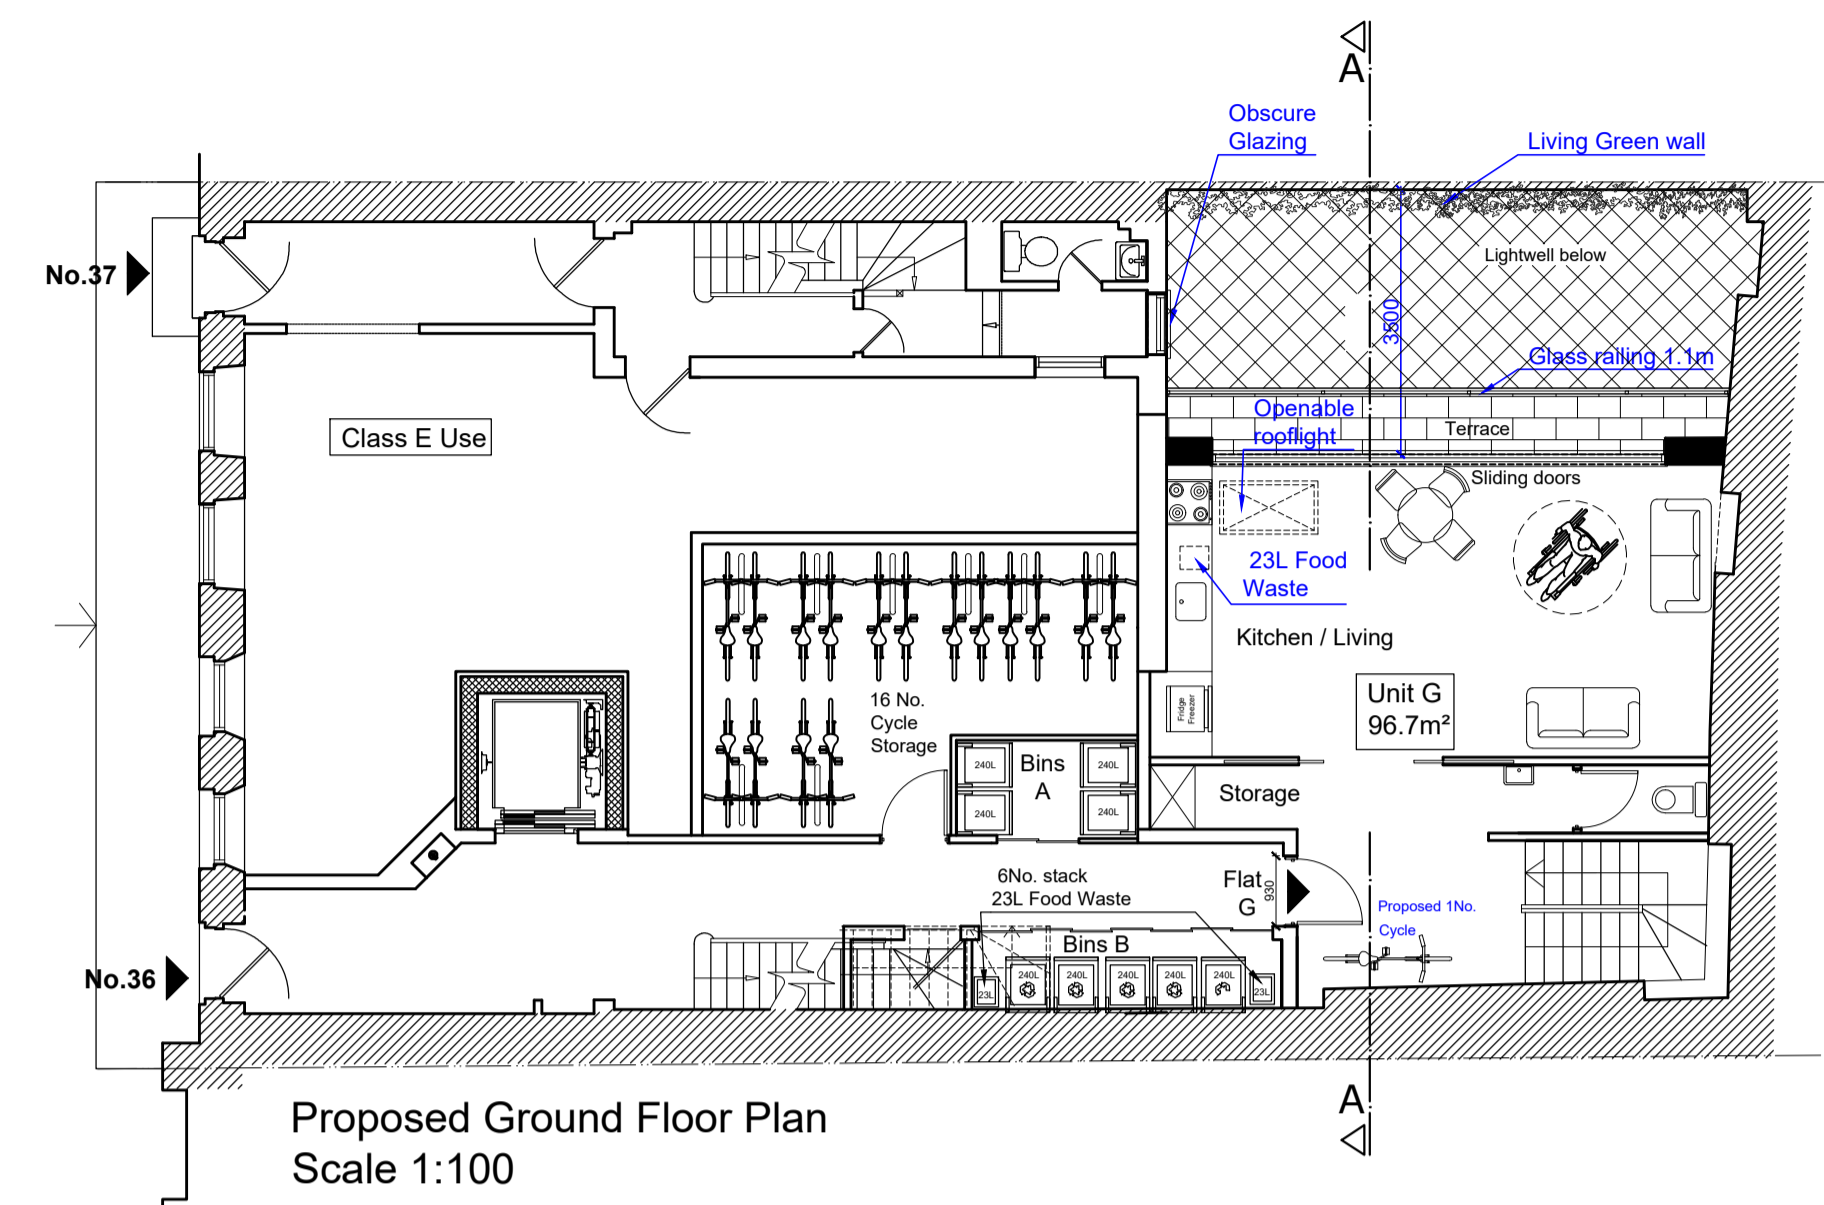 A
Obscure
Glazing
Living Green wall
No.37
Lightwell below
3500
Glass railing 1.1m
Openable
rooflight
Terrace
Class E Use
Sliding doors
23L Food
Waste
Kitchen / Living
Unit G
96.7m²
Fridge
Freezer
16 No.
Cycle
Storage
Bins
A
240L
240L
240L
240L
Storage
6No. stack
23L Food Waste
Flat
G
930
Proposed 1No.
Cycle
Bins B
No.36
23L
240L
240L
240L
240L
240L
23L
A
Proposed Ground Floor Plan
Scale 1:100